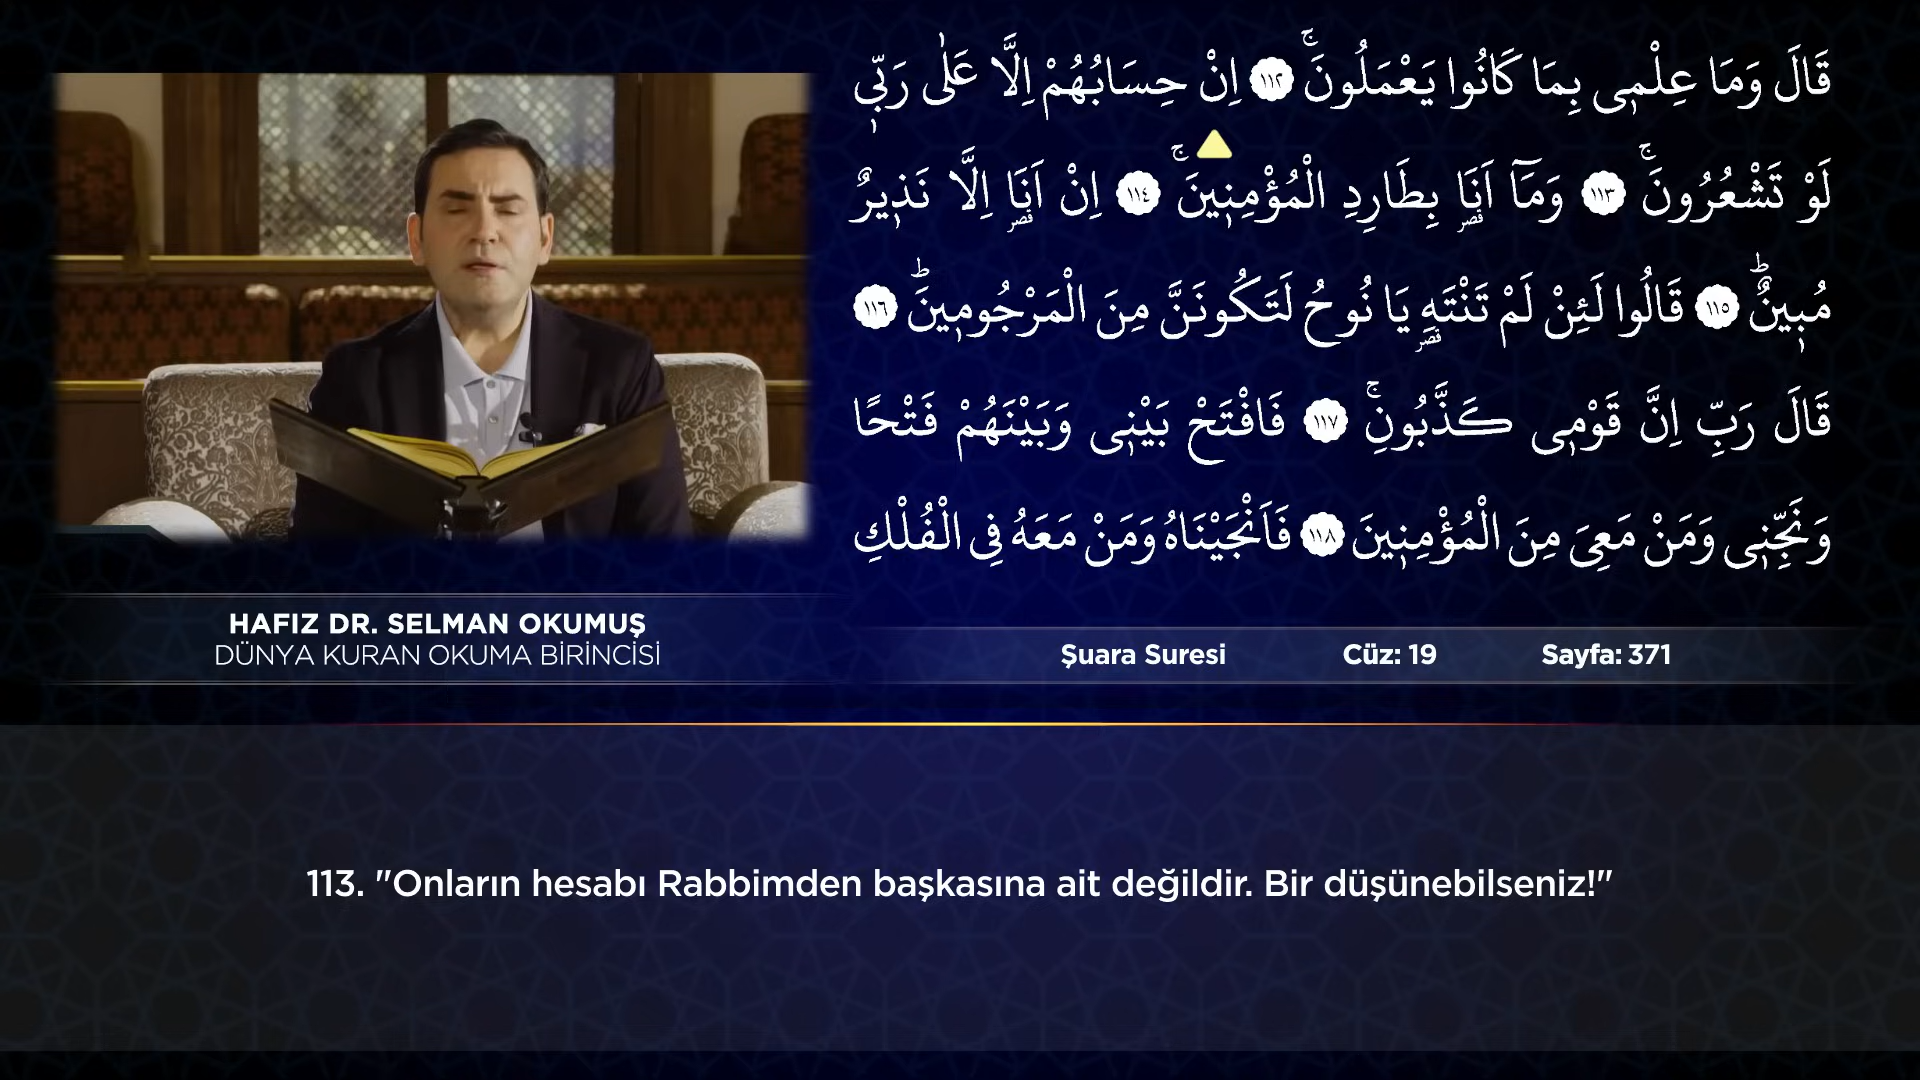 قَالَ وَمَا عِلْم۪ي بِمَا كَانُوا يَعْمَلُونَۚ ﴿١١٢﴾ اِنْ حِسَابُهُمْ اِلَّا عَلٰى رَبّ۪ي
لَوْ تَشْعُرُونَۚ ﴿١١٣﴾ وَمَٓا اَنَا۬ بِطَارِدِ الْمُؤْمِن۪ينَۚ ﴿١١٤﴾ اِنْ اَنَا۬ اِلَّا نَذ۪يرٌ
مُب۪ينٌۜ ﴿١١٥﴾ قَالُوا لَئِنْ لَمْ تَنْتَهِ يَا نُوحُ لَتَكُونَنَّ مِنَ الْمَرْجُوم۪ينَۜ ﴿١١٦﴾
قَالَ رَبِّ اِنَّ قَوْم۪ي كَذَّبُونِۚ ﴿١١٧﴾ فَافْتَحْ بَيْن۪ي وَبَيْنَهُمْ فَتْحًا
وَنَجِّن۪ي وَمَنْ مَعِيَ مِنَ الْمُؤْمِن۪ينَ ﴿١١٨﴾ فَاَنْجَيْنَاهُ وَمَنْ مَعَهُ فِي الْفُلْكِ
HAFIZ DR. SELMAN OKUMUŞ
DÜNYA KURAN OKUMA BİRİNCİSİ
Şuara Suresi Cüz: 19 Sayfa: 371
113. "Onların hesabı Rabbimden başkasına ait değildir. Bir düşünebilseniz!"